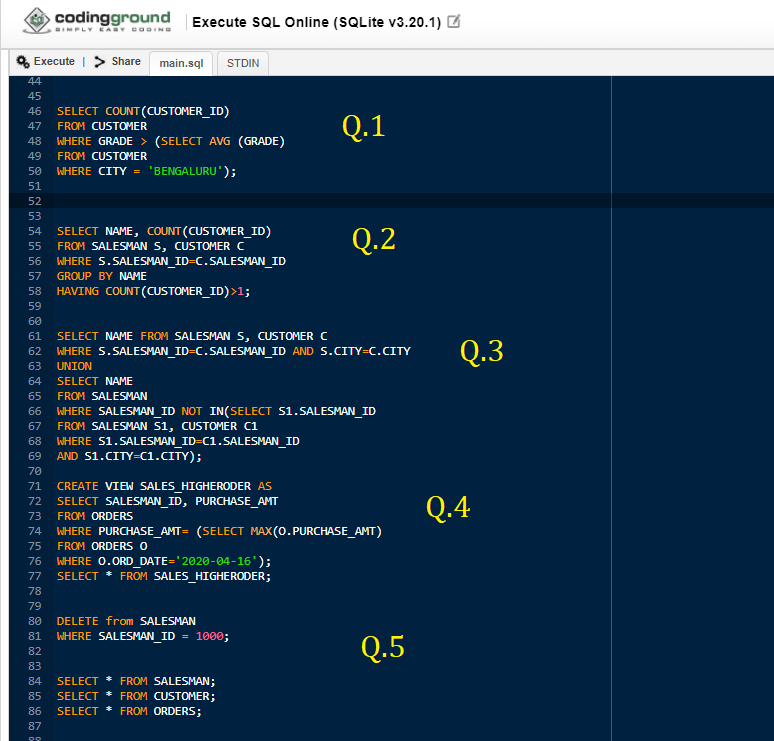 codingground
SIMPLY EASY CODING
Execute SQL Online (SQLite v3.20.1)
Execute | Share main.sql STDIN
44
45
46 SELECT COUNT(CUSTOMER_ID)
47 FROM CUSTOMER
Q.1
48 WHERE GRADE > (SELECT AVG (GRADE)
49 FROM CUSTOMER
50 WHERE CITY = 'BENGALURU');
51
52
53
54 SELECT NAME, COUNT(CUSTOMER_ID)
Q.2
55 FROM SALESMAN S, CUSTOMER C
56 WHERE S.SALESMAN_ID=C.SALESMAN_ID
57 GROUP BY NAME
58 HAVING COUNT(CUSTOMER_ID)>1;
59
60
61 SELECT NAME FROM SALESMAN S, CUSTOMER C
62 WHERE S.SALESMAN_ID=C.SALESMAN_ID AND S.CITY=C.CITY
Q.3
63 UNION
64 SELECT NAME
65 FROM SALESMAN
66 WHERE SALESMAN_ID NOT IN(SELECT S1.SALESMAN_ID
67 FROM SALESMAN S1, CUSTOMER C1
68 WHERE S1.SALESMAN_ID=C1.SALESMAN_ID
69 AND S1.CITY=C1.CITY);
70
71 CREATE VIEW SALES_HIGHERODER AS
72 SELECT SALESMAN_ID, PURCHASE_AMT
Q.4
73 FROM ORDERS
74 WHERE PURCHASE_AMT= (SELECT MAX(O.PURCHASE_AMT)
75 FROM ORDERS O
76 WHERE O.ORD_DATE='2020-04-16');
77 SELECT * FROM SALES_HIGHERODER;
78
79
80 DELETE from SALESMAN
81 WHERE SALESMAN_ID = 1000;
Q.5
82
83
84 SELECT * FROM SALESMAN;
85 SELECT * FROM CUSTOMER;
86 SELECT * FROM ORDERS;
87
88